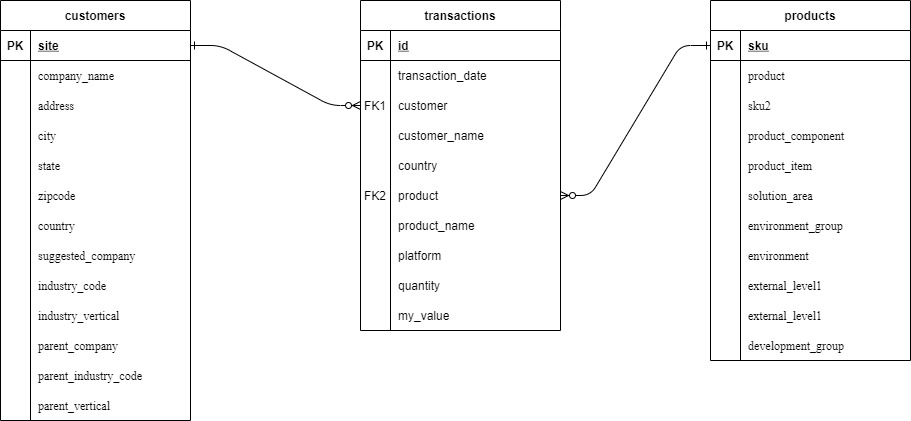 customers
PK site
company_name
address
city
state
zipcode
country
suggested_company
industry_code
industry_vertical
parent_company
parent_industry_code
parent_vertical
transactions
PK id
transaction_date
FK1 customer
customer_name
country
FK2 product
product_name
platform
quantity
my_value
products
PK sku
product
sku2
product_component
product_item
solution_area
environment_group
environment
external_level1
external_level1
development_group